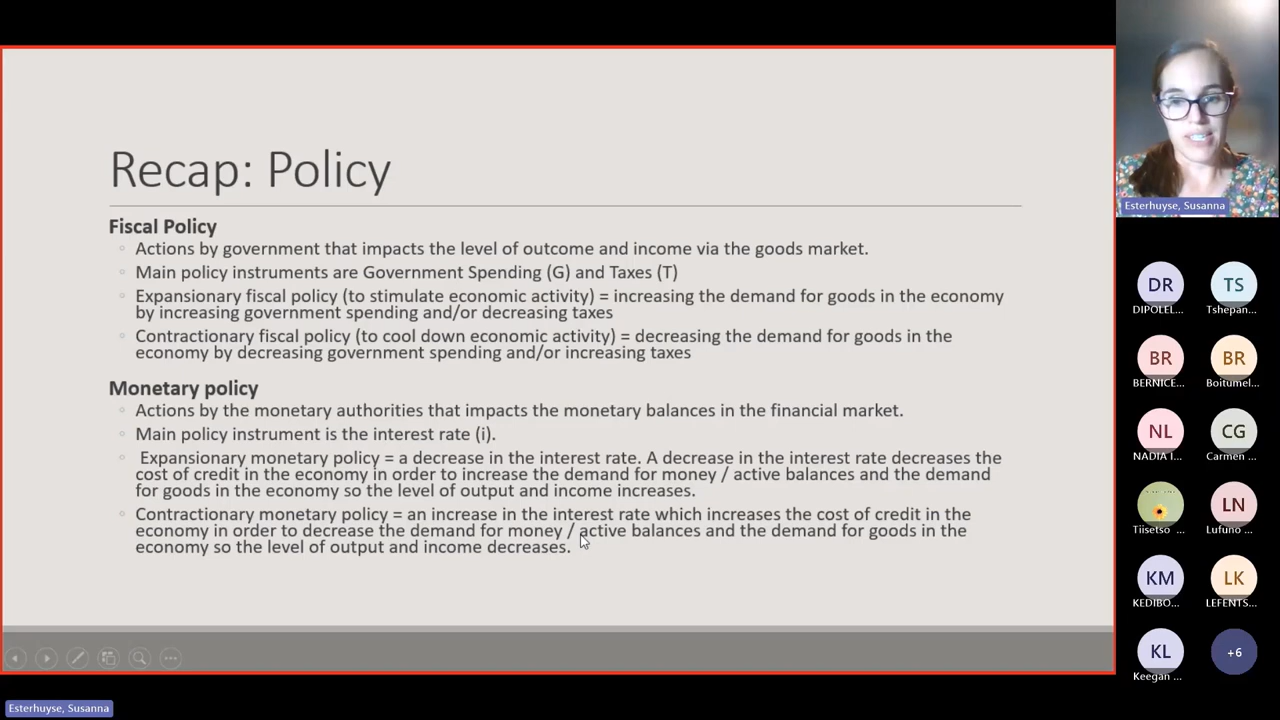 Recap: Policy
Fiscal Policy
Actions by government that impacts the level of outcome and income via the goods market.
Main policy instruments are Government Spending (G) and Taxes (T)
Expansionary fiscal policy (to stimulate economic activity) = increasing the demand for goods in the economy
by increasing government spending and/or decreasing taxes
Contractionary fiscal policy (to cool down economic activity) = decreasing the demand for goods in the
economy by decreasing government spending and/or increasing taxes
Monetary policy
Actions by the monetary authorities that impacts the monetary balances in the financial market.
Main policy instrument is the interest rate (i).
Expansionary monetary policy = a decrease in the interest rate. A decrease in the interest rate decreases the
cost of credit in the economy in order to increase the demand for money / active balances and the demand
for goods in the economy so the level of output and income increases.
Contractionary monetary policy = an increase in the interest rate which increases the cost of credit in the
economy in order to decrease the demand for money / active balances and the demand for goods in the
economy so the level of output and income decreases.
Esterhuyse, Susanna
DR
DIPOLEL...
TS
Tshepan...
BR
BERNICE...
BR
Boitumel...
NL
NADIA I...
CG
Carmen ...
Tiisetso ...
LN
Lufuno ...
KM
KEDIBO...
LK
LEFENTS...
KL
Keegan ...
+6
Esterhuyse, Susanna